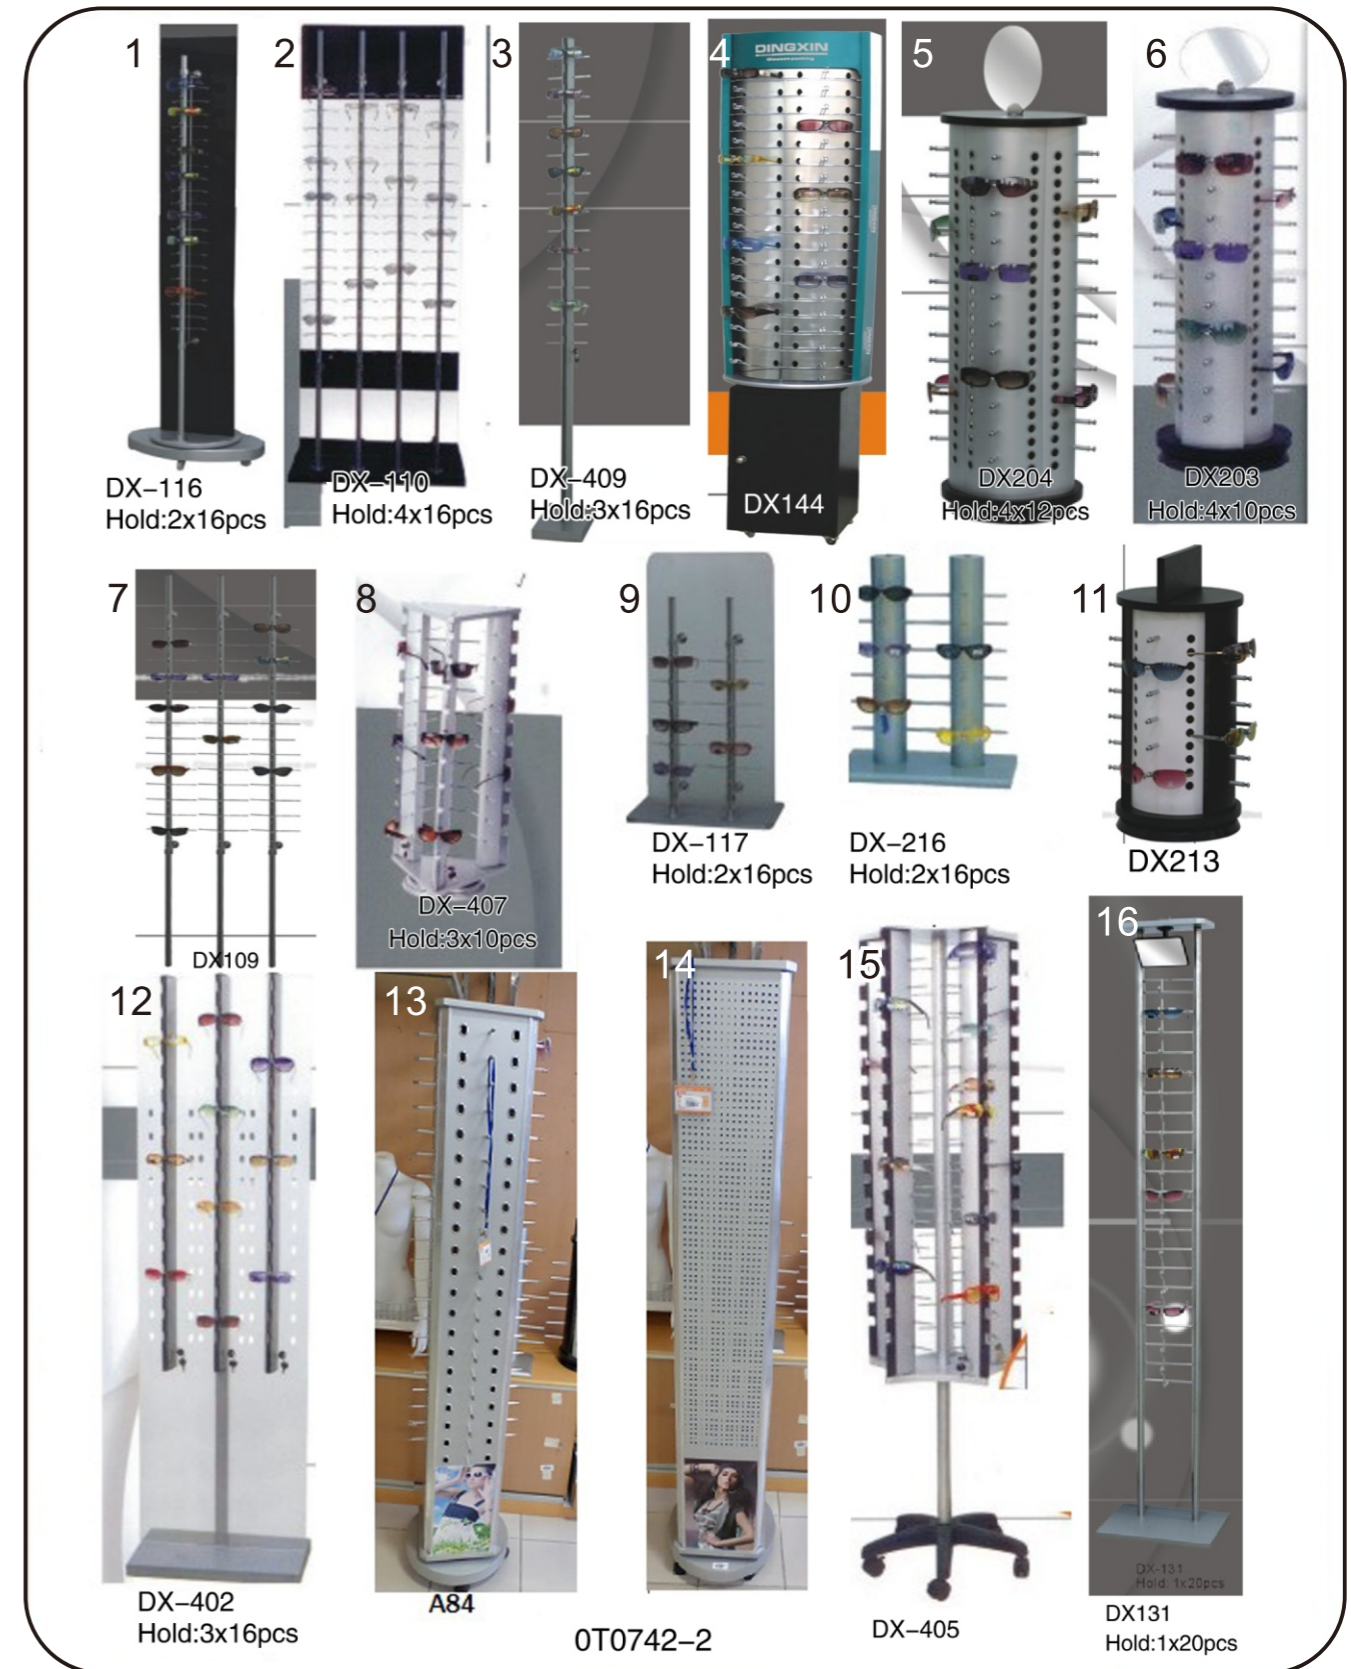 1
DX–116
Hold:2x16pcs
2
DX–110
Hold:4x16pcs
3
DX–409
Hold:3x16pcs
4
DINGXIN
DX144
5
DX204
Hold:4x12pcs
6
DX203
Hold:4x10pcs
7
DX109
8
DX–407
Hold:3x10pcs
9
DX–117
Hold:2x16pcs
10
DX–216
Hold:2x16pcs
11
DX213
12
DX–402
Hold:3x16pcs
13
A84
14
15
DX–405
16
DX-131
Hold: 1x20pcs
DX131
Hold:1x20pcs
0T0742–2